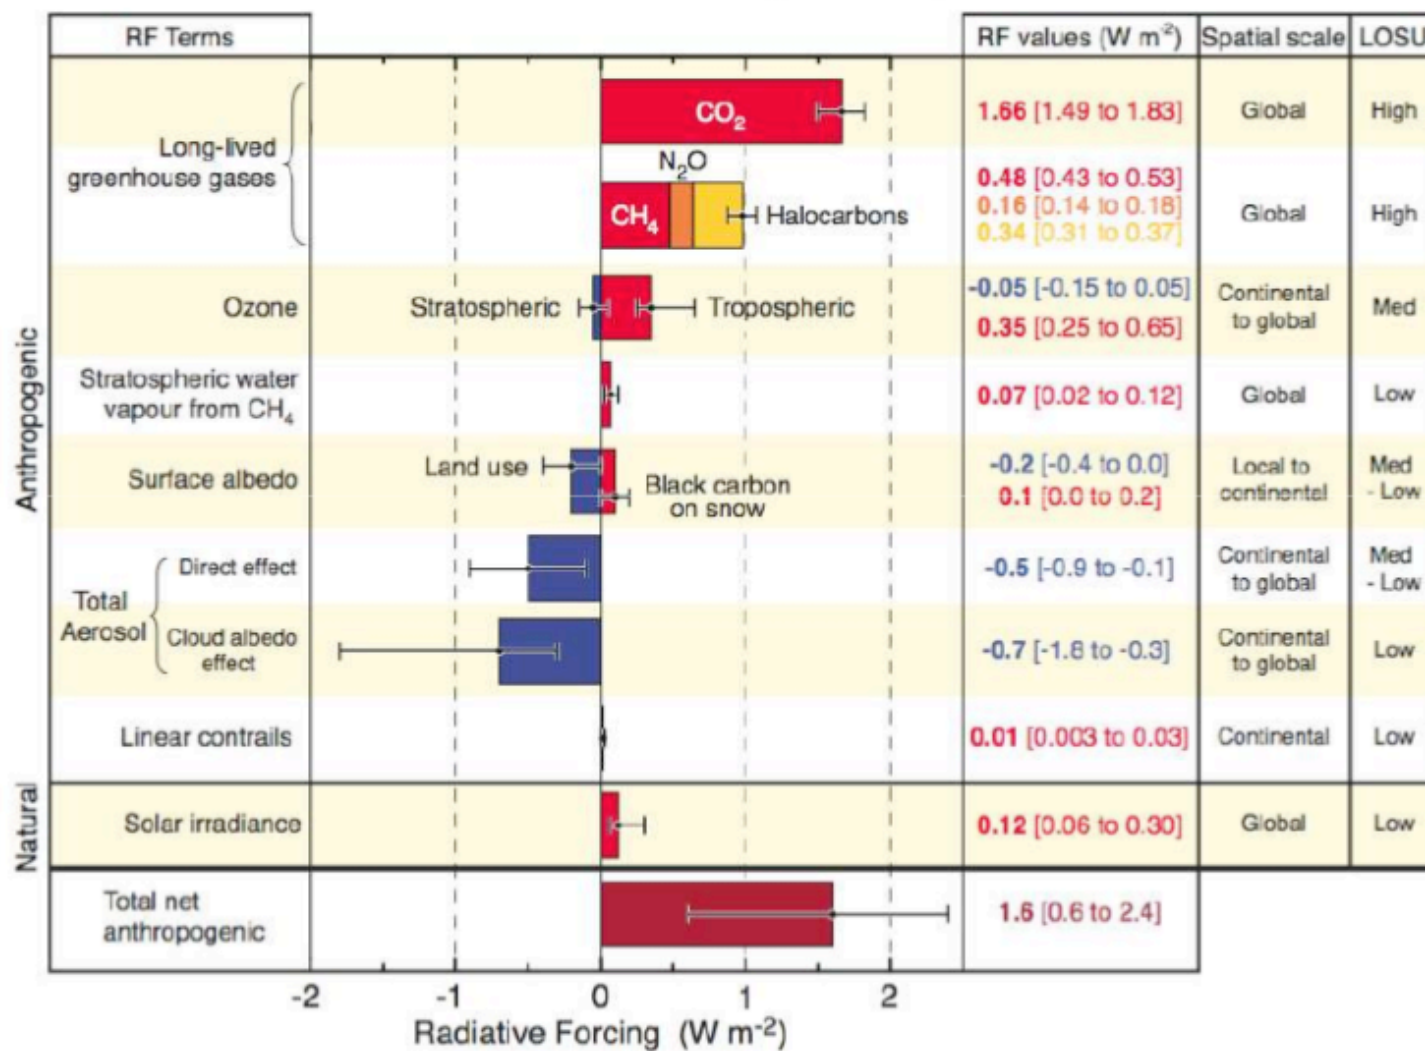 RF Terms
RF values (W m-2)
Spatial scale
LOSU
Anthropogenic
Long-lived
greenhouse gases
CO2
1.66 [1.49 to 1.83]
Global
High
N2O
CH4
Halocarbons
0.48 [0.43 to 0.53]
0.16 [0.14 to 0.18]
0.34 [0.31 to 0.37]
Global
High
Ozone
Stratospheric
Tropospheric
-0.05 [-0.15 to 0.05]
0.35 [0.25 to 0.65]
Continental
to global
Med
Stratospheric water
vapour from CH4
0.07 [0.02 to 0.12]
Global
Low
Surface albedo
Land use
Black carbon
on snow
-0.2 [-0.4 to 0.0]
0.1 [0.0 to 0.2]
Local to
continental
Med
- Low
Total
Aerosol
Direct effect
-0.5 [-0.9 to -0.1]
Continental
to global
Med
- Low
Cloud albedo
effect
-0.7 [-1.8 to -0.3]
Continental
to global
Low
Linear contrails
0.01 [0.003 to 0.03]
Continental
Low
Natural
Solar irradiance
0.12 [0.06 to 0.30]
Global
Low
Total net
anthropogenic
1.6 [0.6 to 2.4]
-2 -1 0 1 2
Radiative Forcing (W m-2)